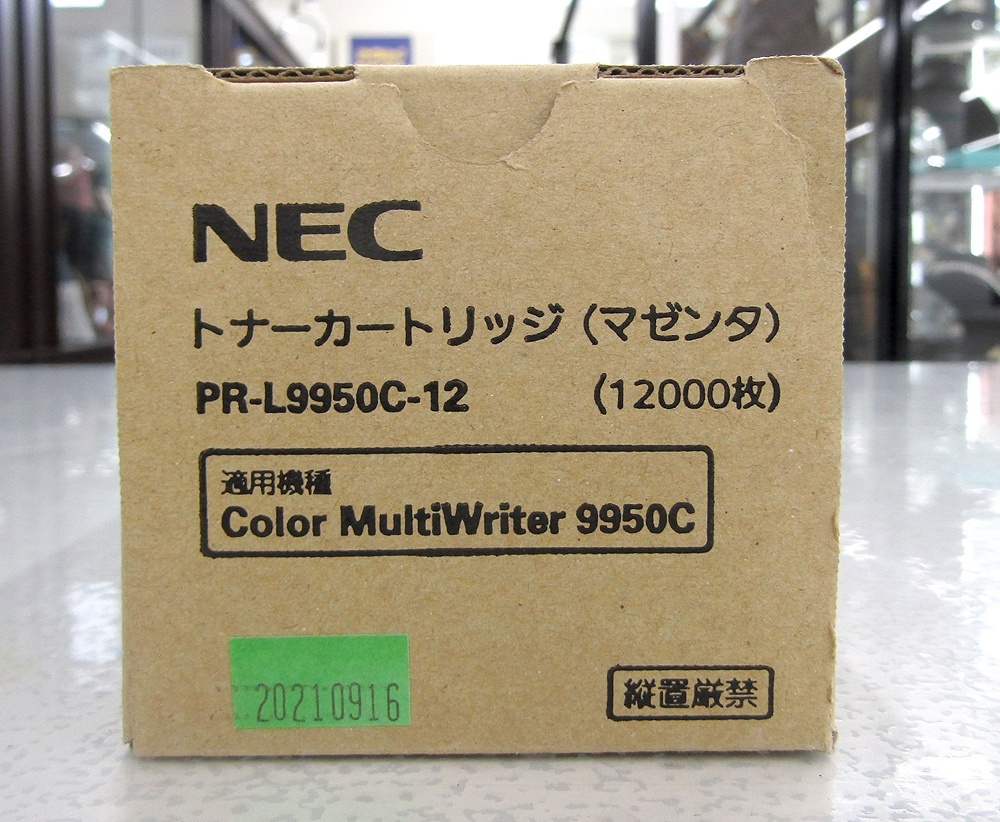 NEC
トナーカートリッジ（マゼンタ）
PR-L9950C-12 (12000枚)
適用機種
Color MultiWriter 9950C
20210916
縦置厳禁